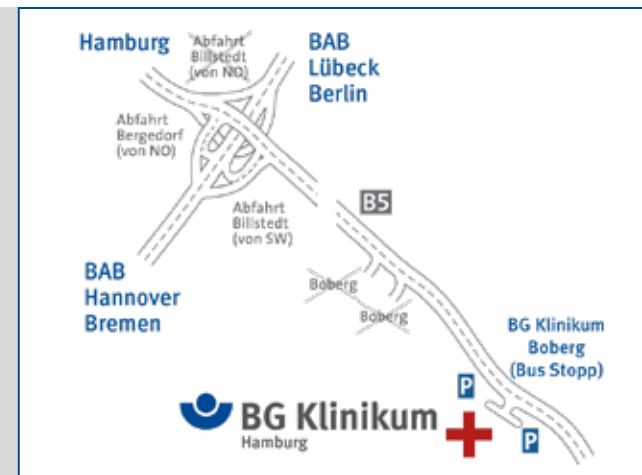 Hamburg
Abfahrt
Billstedt
(von NO)
BAB
Lübeck
Berlin
Abfahrt
Bergedorf
(von NO)
B5
Abfahrt
Billstedt
(von SW)
BAB
Hannover
Bremen
Boberg
Boberg
BG Klinikum
Boberg
(Bus Stopp)
P
BG Klinikum
Hamburg
P